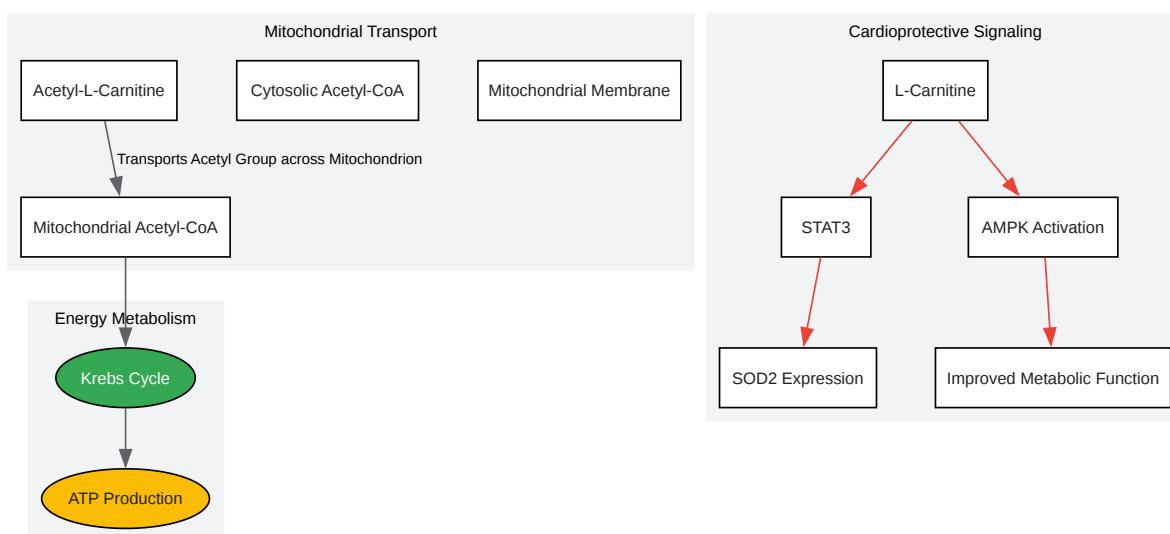 Mitochondrial Transport
Acetyl-L-Carnitine
Cytosolic Acetyl-CoA
Mitochondrial Membrane
Transports Acetyl Group across Mitochondrion
Mitochondrial Acetyl-CoA
Energy Metabolism
Krebs Cycle
ATP Production
Cardioprotective Signaling
L-Carnitine
STAT3
AMPK Activation
SOD2 Expression
Improved Metabolic Function